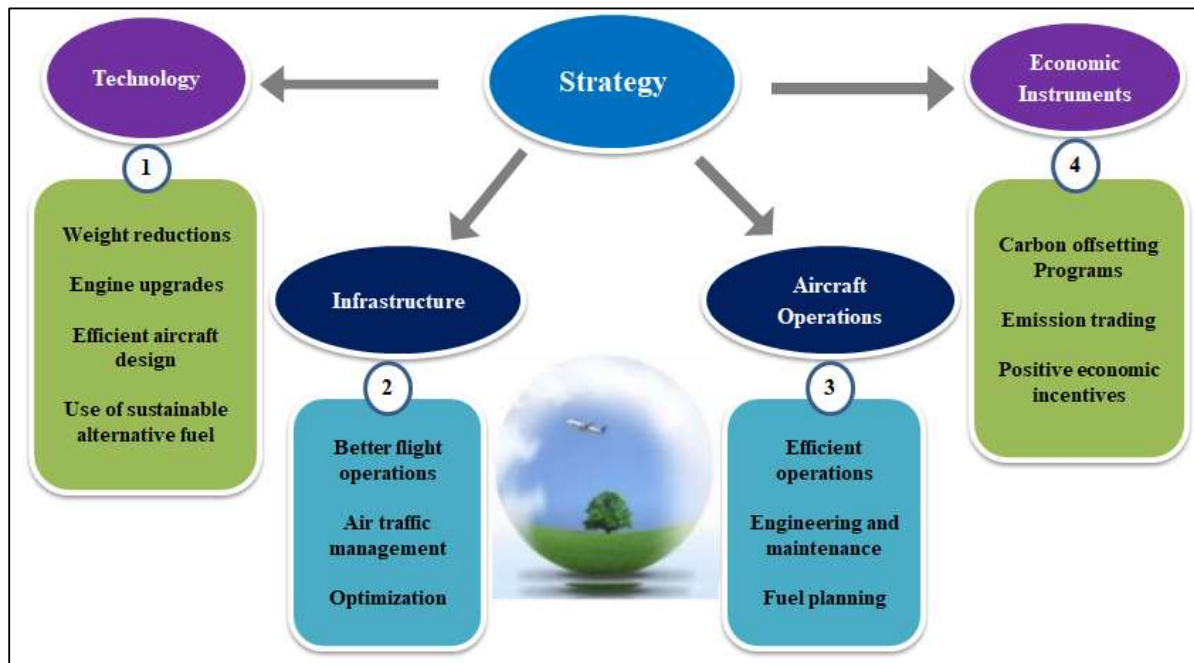 Strategy
Technology
1
Weight reductions
Engine upgrades
Efficient aircraft
design
Use of sustainable
alternative fuel
Infrastructure
2
Better flight
operations
Air traffic
management
Optimization
Aircraft
Operations
3
Efficient
operations
Engineering and
maintenance
Fuel planning
Economic
Instruments
4
Carbon offsetting
Programs
Emission trading
Positive economic
incentives